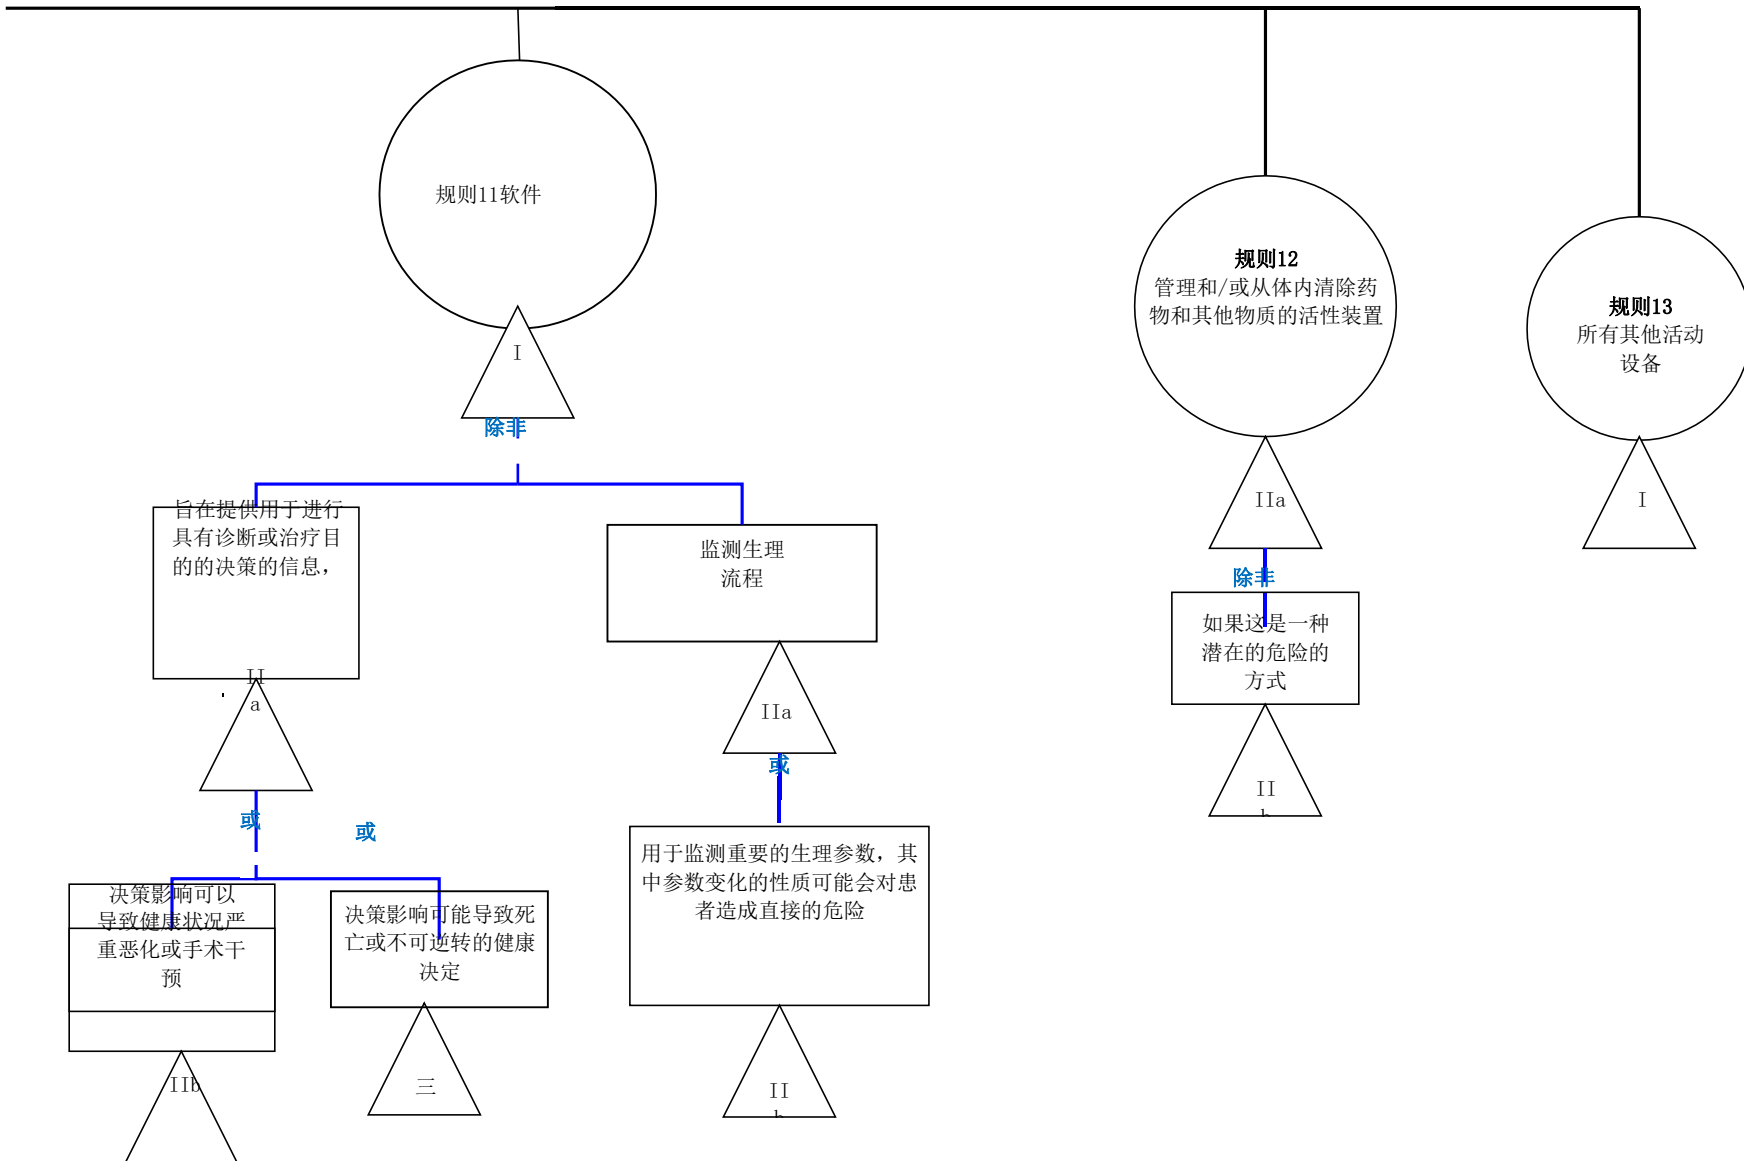 规则11软件
I
除非
旨在提供用于进行
具有诊断或治疗目
的的决策的信息，
II
a
或
或
决策影响可以
导致健康状况严
重恶化或手术干
预
IIb
决策影响可能导致死
亡或不可逆转的健康
决定
三
监测生理
流程
IIa
或
用于监测重要的生理参数，其
中参数变化的性质可能会对患
者造成直接的危险
II
b
规则12
管理和/或从体内清除药
物和其他物质的活性装置
IIa
除非
如果这是一种
潜在的危险的
方式
II
b
规则13
所有其他活动
设备
I